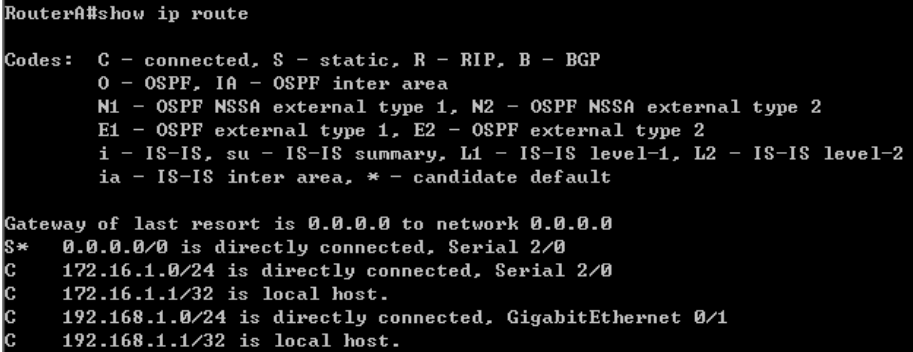 RouterA#show ip route
Codes:  C - connected, S - static, R - RIP, B - BGP
O - OSPF, IA - OSPF inter area
N1 - OSPF NSSA external type 1, N2 - OSPF NSSA external type 2
E1 - OSPF external type 1, E2 - OSPF external type 2
i - IS-IS, su - IS-IS summary, L1 - IS-IS level-1, L2 - IS-IS level-2
ia - IS-IS inter area, * - candidate default
Gateway of last resort is 0.0.0.0 to network 0.0.0.0
S*    0.0.0.0/0 is directly connected, Serial 2/0
C     172.16.1.0/24 is directly connected, Serial 2/0
C     172.16.1.1/32 is local host.
C     192.168.1.0/24 is directly connected, GigabitEthernet 0/1
C     192.168.1.1/32 is local host.